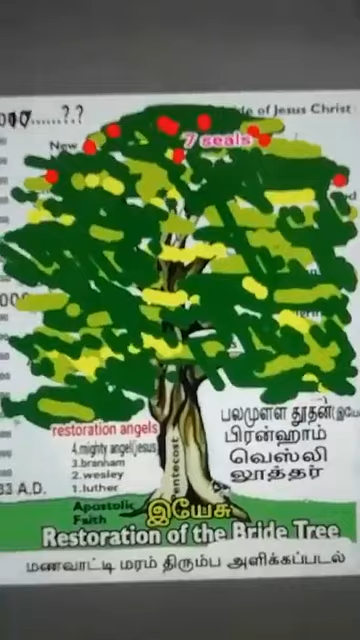 ....??
de of Jesus Christ
New
7 seals
restoration angels
4.mighty angel(jesus
3.branham
2.wesley
1.luther
33 A.D.
Apostolic
Faith
pentecost
பலமுள்ள தூதன்(இயே
பிரன்ஹாம்
வெஸ்லி
லூத்தர்
இயேசு
Restoration of the Bride Tree
மணவாட்டி மரம் திரும்ப அளிக்கப்படல்